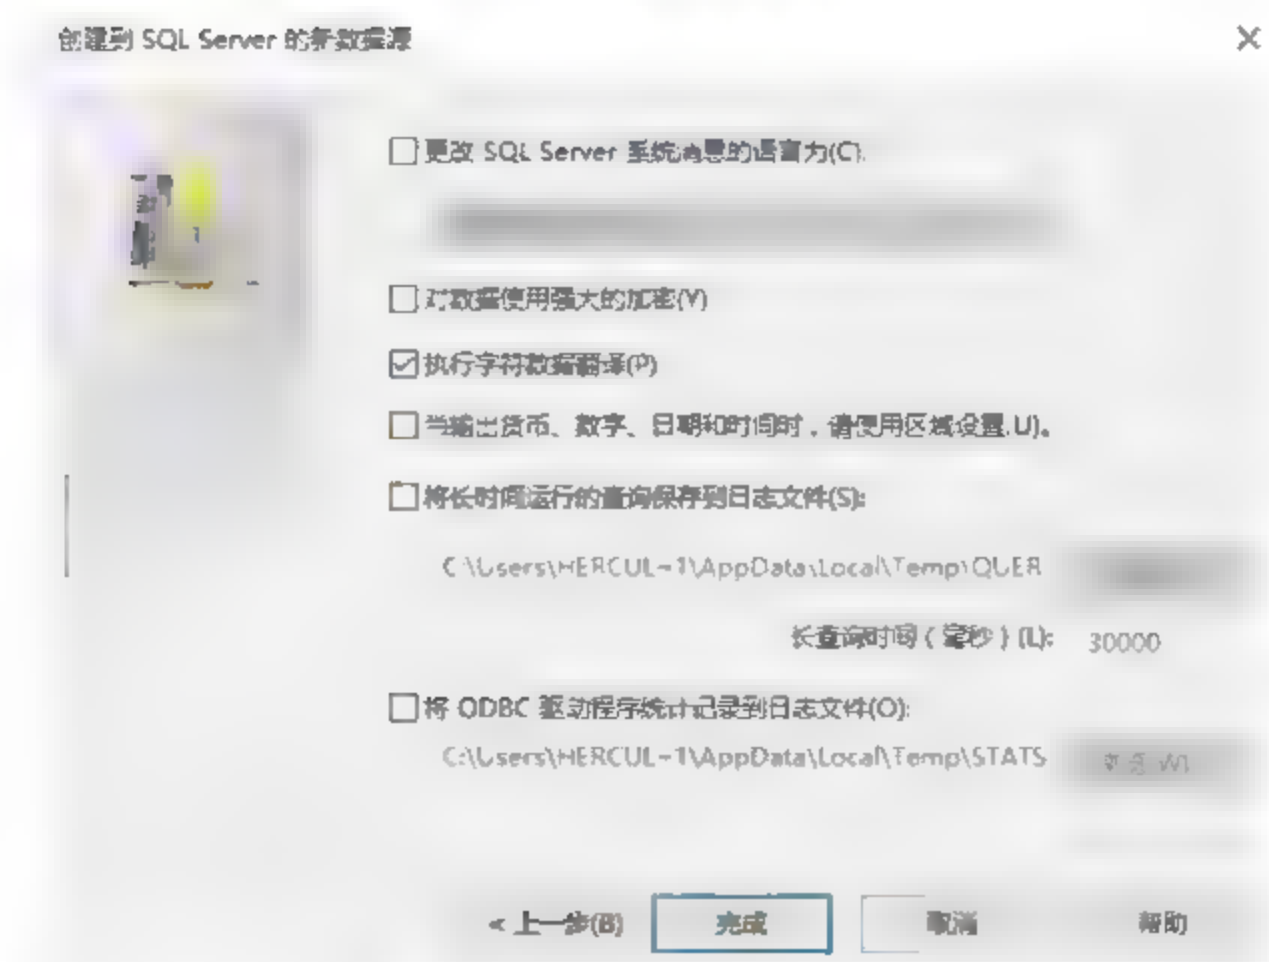 创建到 SQL Server 的新数据源
更改 SQL Server 系统消息的语言为(C).
对数据使用强大的加密(Y)
执行字符数据翻译(P)
当输出货币、数字、日期和时间时，请使用区域设置.U)。
将长时间运行的查询保存到日志文件(S):
C:\Users\HERCUL~1\AppData\Local\Temp\QUER
长查询时间(毫秒)(L): 30000
将 ODBC 驱动程序统计记录到日志文件(O):
C:\Users\HERCUL~1\AppData\Local\Temp\STATS
< 上一步(B) 完成 取消 帮助